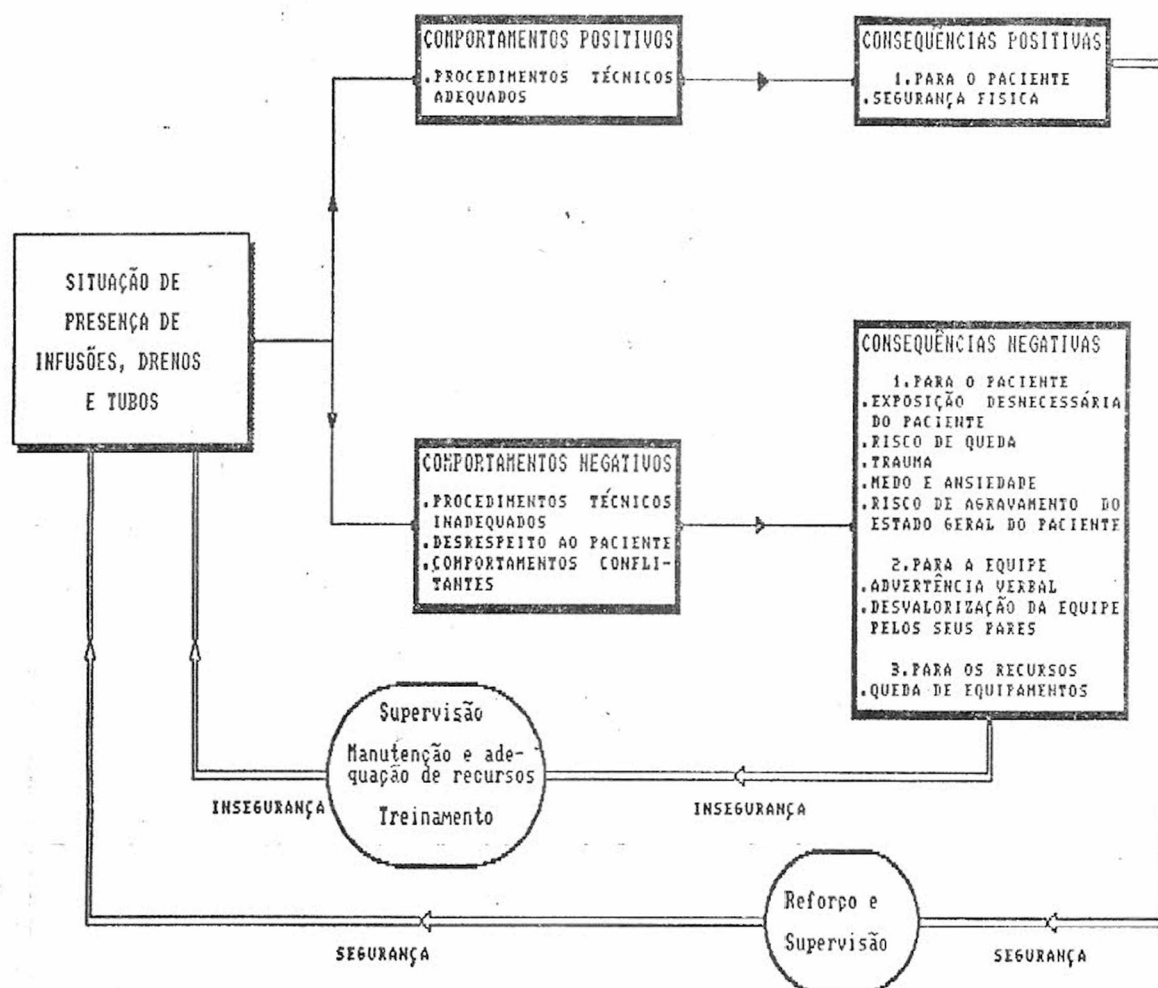 COMPORTAMENTOS POSITIVOS
.PROCEDIMENTOS TÉCNICOS
ADEQUADOS
CONSEQUÊNCIAS POSITIVAS
1.PARA O PACIENTE
.SEGURANÇA FISICA
SITUAÇÃO DE
PRESENÇA DE
INFUSÕES, DRENOS
E TUBOS
COMPORTAMENTOS NEGATIVOS
.PROCEDIMENTOS TÉCNICOS
INADEQUADOS
.DESRESPEITO AO PACIENTE
.COMPORTAMENTOS CONFLI-
TANTES
CONSEQUÊNCIAS NEGATIVAS
1.PARA O PACIENTE
.EXPOSIÇÃO DESNECESSÁRIA
DO PACIENTE
.RISCO DE QUEDA
.TRAUMA
.MEDO E ANSIEDADE
.RISCO DE AGRAVAMENTO DO
ESTADO GERAL DO PACIENTE
2.PARA A EQUIPE
.ADVERTÊNCIA VERBAL
.DESVALORIZAÇÃO DA EQUIPE
PELOS SEUS PARES
3.PARA OS RECURSOS
.QUEDA DE EQUIPAMENTOS
Supervisão
Manutenção e ade-
quação de recursos
Treinamento
INSEGURANÇA
INSEGURANÇA
Reforço e
Supervisão
SEGURANÇA
SEGURANÇA